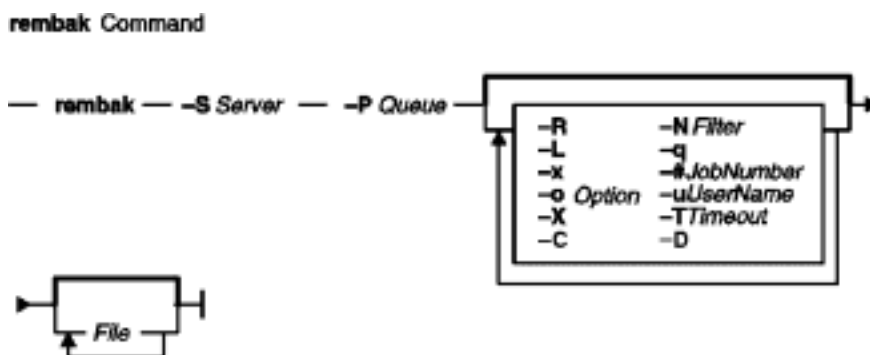 rembak Command
rembak -S Server -P Queue
-R -N Filter
-L -q
-x -#JobNumber
-o Option -uUserName
-X -TTimeout
-C -D
File